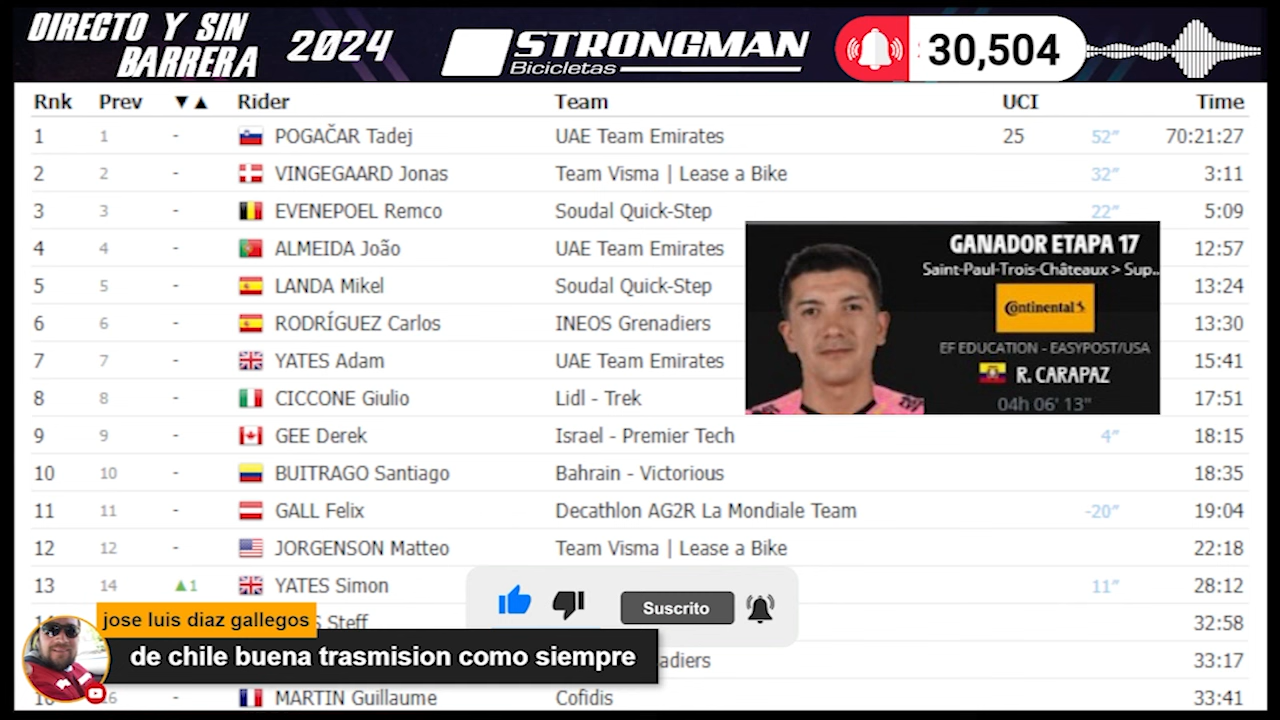 DIRECTO Y SIN BARRERA
2024
STRONGMAN
Bicicletas
30,504
Rnk Prev ▼▲ Rider Team UCI Time
1 1 - POGAČAR Tadej UAE Team Emirates 25 52″ 70:21:27
2 2 - VINGEGAARD Jonas Team Visma | Lease a Bike 32″ 3:11
3 3 - EVENEPOEL Remco Soudal Quick-Step 22″ 5:09
4 4 - ALMEIDA João UAE Team Emirates 12:57
5 5 - LANDA Mikel Soudal Quick-Step 13:24
6 6 - RODRÍGUEZ Carlos INEOS Grenadiers 13:30
7 7 - YATES Adam UAE Team Emirates 15:41
8 8 - CICCONE Giulio Lidl - Trek 17:51
9 9 - GEE Derek Israel - Premier Tech 4″ 18:15
10 10 - BUITRAGO Santiago Bahrain - Victorious 18:35
11 11 - GALL Felix Decathlon AG2R La Mondiale Team -20″ 19:04
12 12 - JORGENSON Matteo Team Visma | Lease a Bike 22:18
13 14 ▲1 YATES Simon 11″ 28:12
Steff 32:58
33:17
MARTIN Guillaume Cofidis 33:41
GANADOR ETAPA 17
Saint-Paul-Trois-Châteaux > Sup..
Continental
EF EDUCATION - EASYPOST/USA
R. CARAPAZ
04h 06' 13"
Suscrito
jose luis diaz gallegos
de chile buena trasmision como siempre